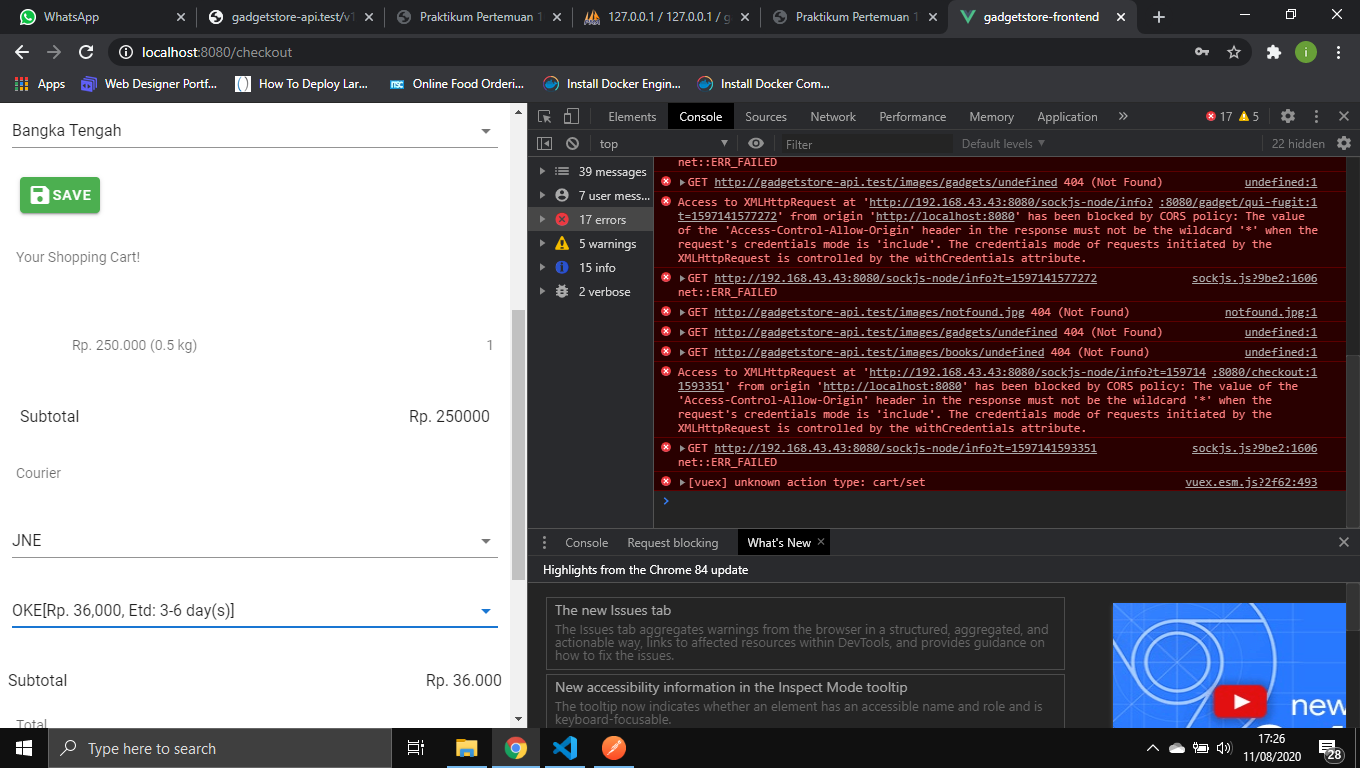 WhatsApp
gadgetstore-api.test/v1
Praktikum Pertemuan 1
127.0.0.1 / 127.0.0.1 / g
Praktikum Pertemuan 1
gadgetstore-frontend
localhost:8080/checkout
i
Apps
Web Designer Portf...
How To Deploy Lar...
Online Food Orderi...
Install Docker Engin...
Install Docker Com...
Bangka Tengah
SAVE
Your Shopping Cart!
Rp. 250.000 (0.5 kg)
1
Subtotal
Rp. 250000
Courier
JNE
OKE[Rp. 36,000, Etd: 3-6 day(s)]
Subtotal
Rp. 36.000
Total
Elements
Console
Sources
Network
Performance
Memory
Application
»
17
5
top
Filter
Default levels
22 hidden
39 messages
7 user mess...
17 errors
5 warnings
15 info
2 verbose
net::ERR_FAILED
GET http://gadgetstore-api.test/images/gadgets/undefined 404 (Not Found) undefined:1
Access to XMLHttpRequest at 'http://192.168.43.43:8080/sockjs-node/info? :8080/gadget/qui-fugit:1
t=1597141577272' from origin 'http://localhost:8080' has been blocked by CORS policy: The value
of the 'Access-Control-Allow-Origin' header in the response must not be the wildcard '*' when the
request's credentials mode is 'include'. The credentials mode of requests initiated by the
XMLHttpRequest is controlled by the withCredentials attribute.
GET http://192.168.43.43:8080/sockjs-node/info?t=1597141577272 sockjs.js?9be2:1606
net::ERR_FAILED
GET http://gadgetstore-api.test/images/notfound.jpg 404 (Not Found) notfound.jpg:1
GET http://gadgetstore-api.test/images/gadgets/undefined 404 (Not Found) undefined:1
GET http://gadgetstore-api.test/images/books/undefined 404 (Not Found) undefined:1
Access to XMLHttpRequest at 'http://192.168.43.43:8080/sockjs-node/info?t=159714 :8080/checkout:1
1593351' from origin 'http://localhost:8080' has been blocked by CORS policy: The value of the
'Access-Control-Allow-Origin' header in the response must not be the wildcard '*' when the
request's credentials mode is 'include'. The credentials mode of requests initiated by the
XMLHttpRequest is controlled by the withCredentials attribute.
GET http://192.168.43.43:8080/sockjs-node/info?t=1597141593351 sockjs.js?9be2:1606
net::ERR_FAILED
[vuex] unknown action type: cart/set vuex.esm.js?2f62:493
Console
Request blocking
What's New
Highlights from the Chrome 84 update
The new Issues tab
The Issues tab aggregates warnings from the browser in a structured, aggregated, and
actionable way, links to affected resources within DevTools, and provides guidance on
how to fix the issues.
New accessibility information in the Inspect Mode tooltip
The tooltip now indicates whether an element has an accessible name and role and is
keyboard-focusable.
new
Type here to search
17:26
11/08/2020
28